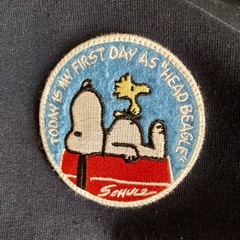 TODAY IS MY FIRST DAY AS "HEAD BEAGLE"
SCHULZ